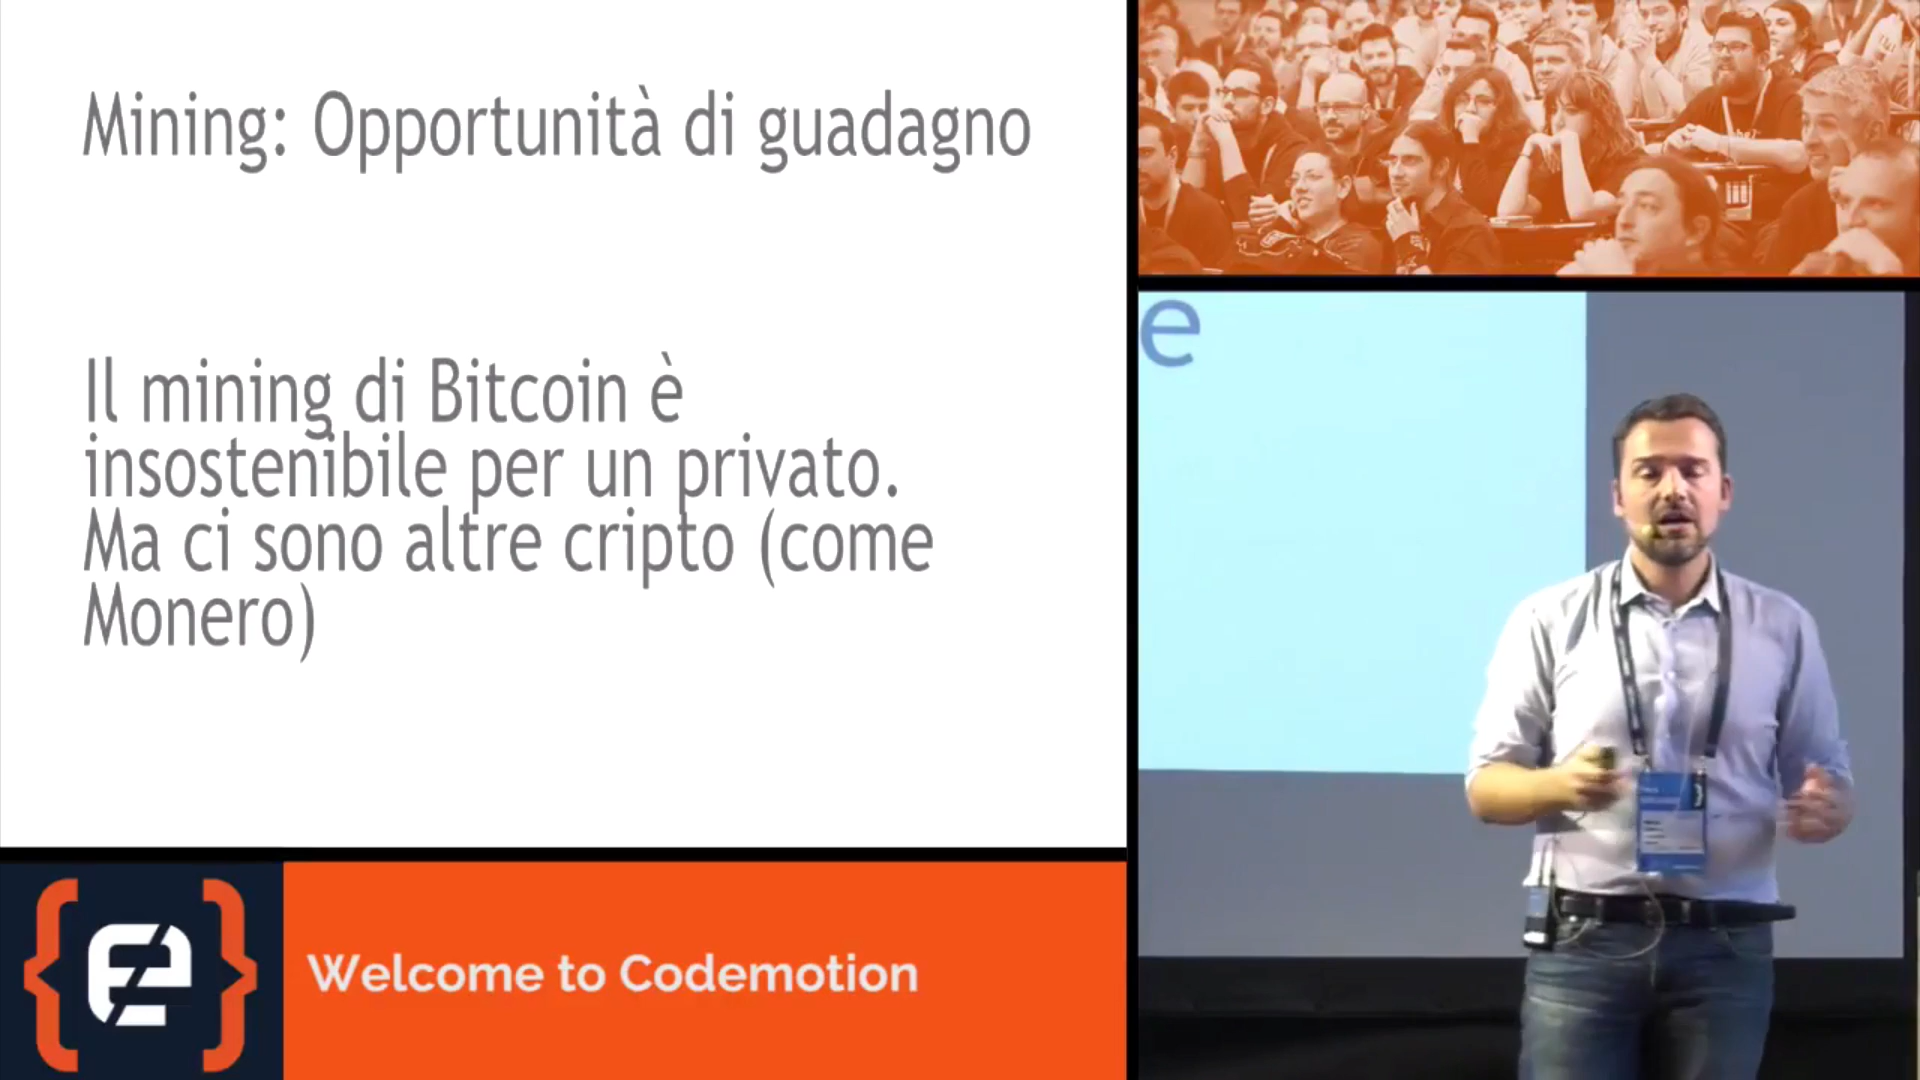 Mining: Opportunità di guadagno
Il mining di Bitcoin è
insostenibile per un privato.
Ma ci sono altre cripto (come
Monero)
Welcome to Codemotion
e